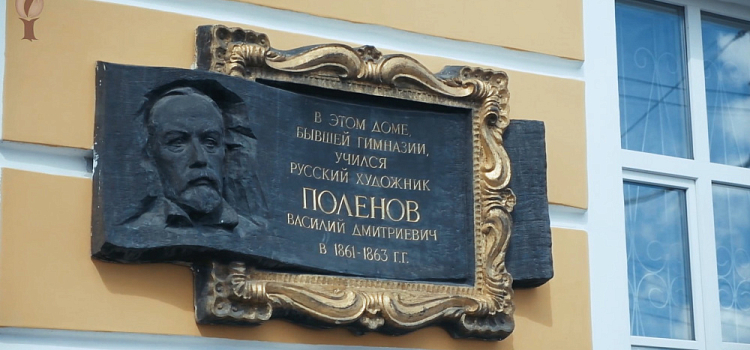 В ЭТОМ ДОМЕ,
БЫВШЕЙ ГИМНАЗИИ,
УЧИЛСЯ
РУССКИЙ ХУДОЖНИК
ПОЛЕНОВ
ВАСИЛИЙ ДМИТРИЕВИЧ
В 1861-1863 Г.Г.